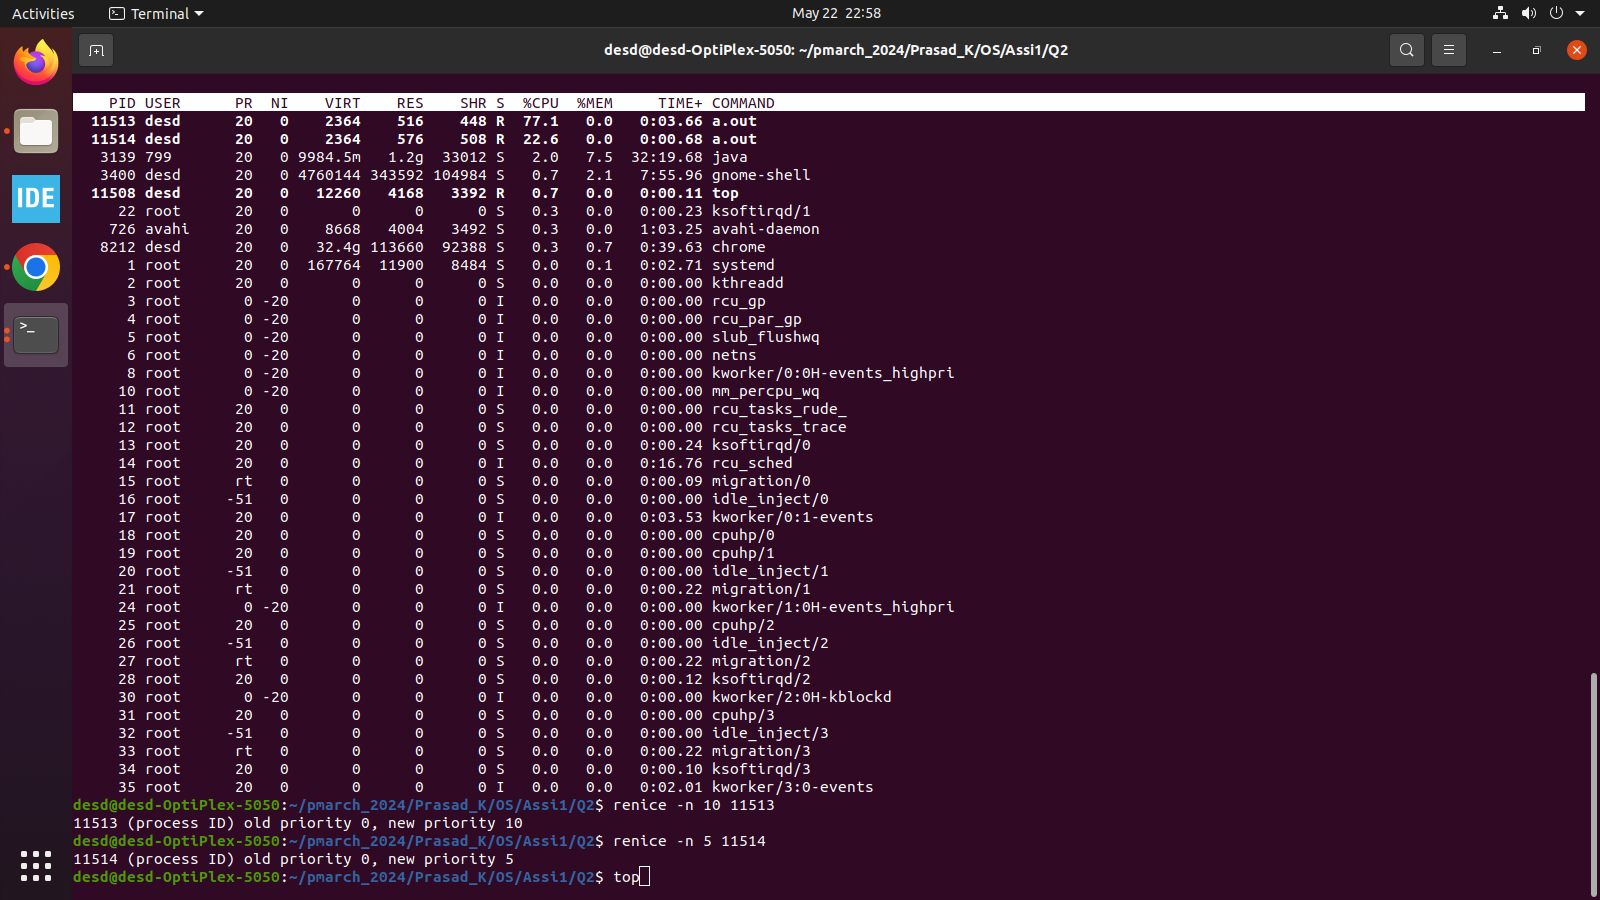 Activities Terminal May 22 22:58
desd@desd-OptiPlex-5050: ~/pmarch_2024/Prasad_K/OS/Assi1/Q2
IDE
>_
PID USER PR NI VIRT RES SHR S %CPU %MEM TIME+ COMMAND
11513 desd 20 0 2364 516 448 R 77.1 0.0 0:03.66 a.out
11514 desd 20 0 2364 576 508 R 22.6 0.0 0:00.68 a.out
3139 799 20 0 9984.5m 1.2g 33012 S 2.0 7.5 32:19.68 java
3400 desd 20 0 4760144 343592 104984 S 0.7 2.1 7:55.96 gnome-shell
11508 desd 20 0 12260 4168 3392 R 0.7 0.0 0:00.11 top
22 root 20 0 0 0 0 S 0.3 0.0 0:00.23 ksoftirqd/1
726 avahi 20 0 8668 4004 3492 S 0.3 0.0 1:03.25 avahi-daemon
8212 desd 20 0 32.4g 113660 92388 S 0.3 0.7 0:39.63 chrome
1 root 20 0 167764 11900 8484 S 0.0 0.1 0:02.71 systemd
2 root 20 0 0 0 0 S 0.0 0.0 0:00.00 kthreadd
3 root 0 -20 0 0 0 I 0.0 0.0 0:00.00 rcu_gp
4 root 0 -20 0 0 0 I 0.0 0.0 0:00.00 rcu_par_gp
5 root 0 -20 0 0 0 I 0.0 0.0 0:00.00 slub_flushwq
6 root 0 -20 0 0 0 I 0.0 0.0 0:00.00 netns
8 root 0 -20 0 0 0 I 0.0 0.0 0:00.00 kworker/0:0H-events_highpri
10 root 0 -20 0 0 0 I 0.0 0.0 0:00.00 mm_percpu_wq
11 root 20 0 0 0 0 S 0.0 0.0 0:00.00 rcu_tasks_rude_
12 root 20 0 0 0 0 S 0.0 0.0 0:00.00 rcu_tasks_trace
13 root 20 0 0 0 0 S 0.0 0.0 0:00.24 ksoftirqd/0
14 root 20 0 0 0 0 I 0.0 0.0 0:16.76 rcu_sched
15 root rt 0 0 0 0 S 0.0 0.0 0:00.09 migration/0
16 root -51 0 0 0 0 S 0.0 0.0 0:00.00 idle_inject/0
17 root 20 0 0 0 0 I 0.0 0.0 0:03.53 kworker/0:1-events
18 root 20 0 0 0 0 S 0.0 0.0 0:00.00 cpuhp/0
19 root 20 0 0 0 0 S 0.0 0.0 0:00.00 cpuhp/1
20 root -51 0 0 0 0 S 0.0 0.0 0:00.00 idle_inject/1
21 root rt 0 0 0 0 S 0.0 0.0 0:00.22 migration/1
24 root 0 -20 0 0 0 I 0.0 0.0 0:00.00 kworker/1:0H-events_highpri
25 root 20 0 0 0 0 S 0.0 0.0 0:00.00 cpuhp/2
26 root -51 0 0 0 0 S 0.0 0.0 0:00.00 idle_inject/2
27 root rt 0 0 0 0 S 0.0 0.0 0:00.22 migration/2
28 root 20 0 0 0 0 S 0.0 0.0 0:00.12 ksoftirqd/2
30 root 0 -20 0 0 0 I 0.0 0.0 0:00.00 kworker/2:0H-kblockd
31 root 20 0 0 0 0 S 0.0 0.0 0:00.00 cpuhp/3
32 root -51 0 0 0 0 S 0.0 0.0 0:00.00 idle_inject/3
33 root rt 0 0 0 0 S 0.0 0.0 0:00.22 migration/3
34 root 20 0 0 0 0 S 0.0 0.0 0:00.10 ksoftirqd/3
35 root 20 0 0 0 0 I 0.0 0.0 0:02.01 kworker/3:0-events
desd@desd-OptiPlex-5050:~/pmarch_2024/Prasad_K/OS/Assi1/Q2$ renice -n 10 11513
11513 (process ID) old priority 0, new priority 10
desd@desd-OptiPlex-5050:~/pmarch_2024/Prasad_K/OS/Assi1/Q2$ renice -n 5 11514
11514 (process ID) old priority 0, new priority 5
desd@desd-OptiPlex-5050:~/pmarch_2024/Prasad_K/OS/Assi1/Q2$ top